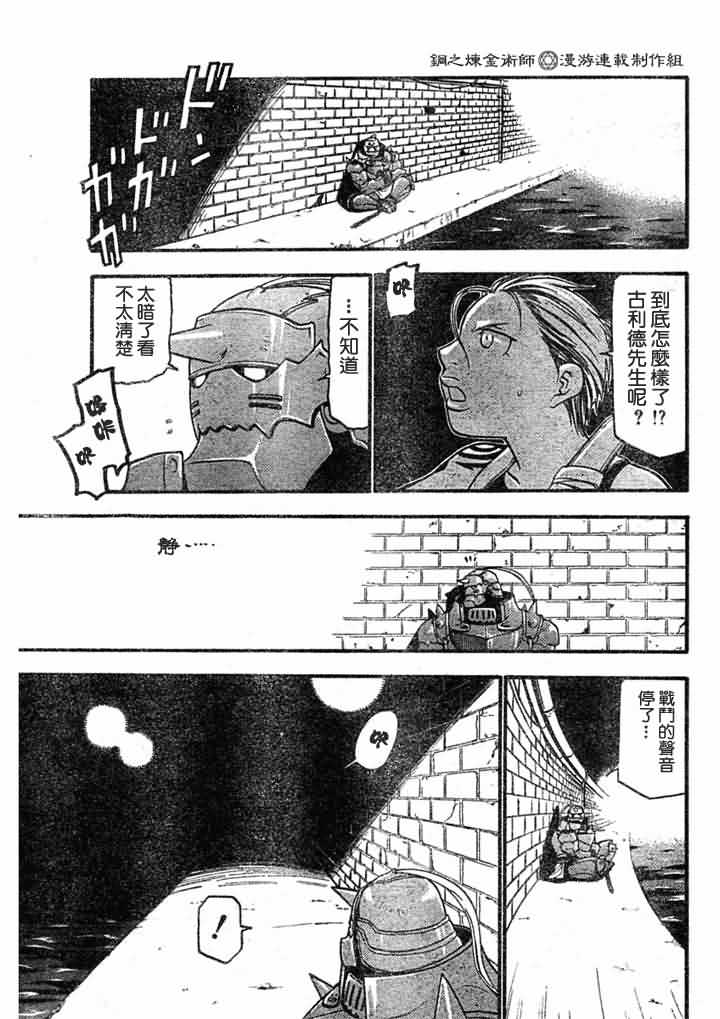 鋼之煉金術師 漫游連載制作組
ガガガンドドン
到底怎麼樣了!?
古利德先生呢？
…不知道
太暗了看
不太清楚
静……
戰鬥的聲音
停了…
！